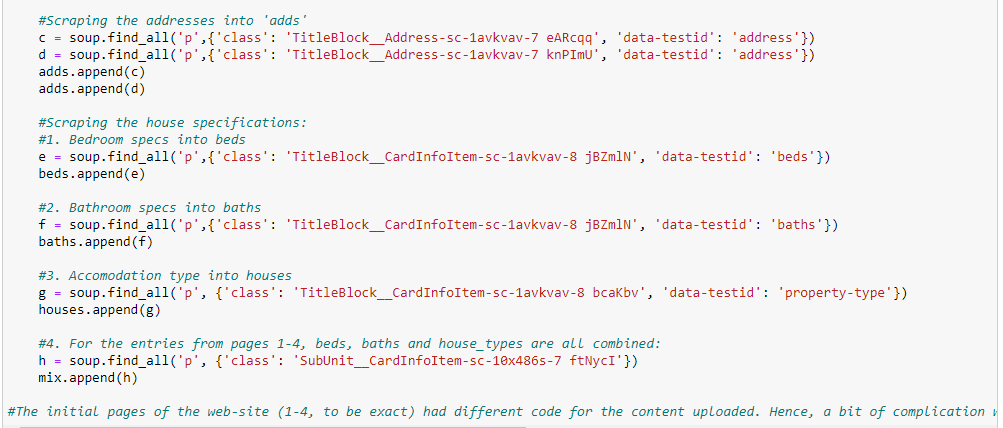 #Scraping the addresses into 'adds'
c = soup.find_all('p',{'class': 'TitleBlock__Address-sc-1avkvav-7 eARcqq', 'data-testid': 'address'})
d = soup.find_all('p',{'class': 'TitleBlock__Address-sc-1avkvav-7 knPImU', 'data-testid': 'address'})
adds.append(c)
adds.append(d)
#Scraping the house specifications:
#1. Bedroom specs into beds
e = soup.find_all('p',{'class': 'TitleBlock__CardInfoItem-sc-1avkvav-8 jBZmlN', 'data-testid': 'beds'})
beds.append(e)
#2. Bathroom specs into baths
f = soup.find_all('p',{'class': 'TitleBlock__CardInfoItem-sc-1avkvav-8 jBZmlN', 'data-testid': 'baths'})
baths.append(f)
#3. Accomodation type into houses
g = soup.find_all('p', {'class': 'TitleBlock__CardInfoItem-sc-1avkvav-8 bcaKbv', 'data-testid': 'property-type'})
houses.append(g)
#4. For the entries from pages 1-4, beds, baths and house_types are all combined:
h = soup.find_all('p', {'class': 'SubUnit__CardInfoItem-sc-10x486s-7 ftNycI'})
mix.append(h)
#The initial pages of the web-site (1-4, to be exact) had different code for the content uploaded. Hence, a bit of complication